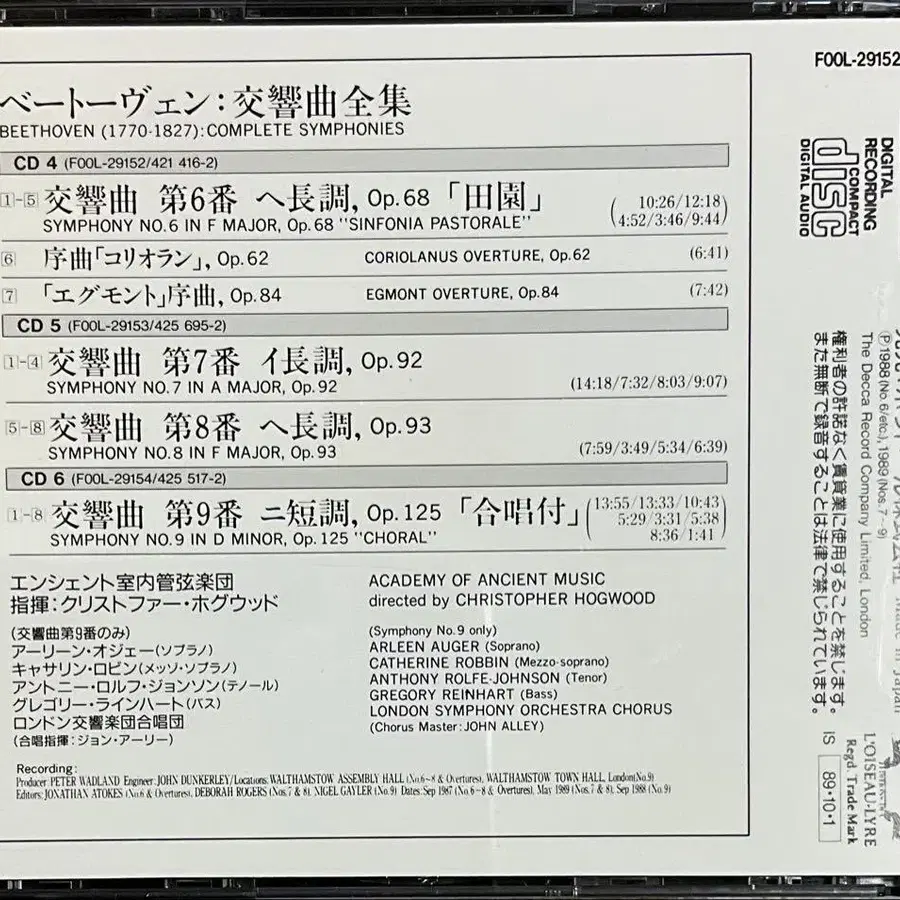 ベートーヴェン：交響曲全集
BEETHOVEN (1770-1827): COMPLETE SYMPHONIES
CD 4 (F00L-29152/421 416-2)
1-5 交響曲 第6番 ヘ長調, Op.68 「田園」
SYMPHONY NO.6 IN F MAJOR, Op.68 "SINFONIA PASTORALE"
(10:26/12:18/
4:52/3:46/9:44)
6 序曲「コリオラン」, Op.62 CORIOLANUS OVERTURE, Op.62 (6:41)
7 「エグモント」序曲, Op.84 EGMONT OVERTURE, Op.84 (7:42)
CD 5 (F00L-29153/425 695-2)
1-4 交響曲 第7番 イ長調, Op.92
SYMPHONY NO.7 IN A MAJOR, Op.92 (14:18/7:32/8:03/9:07)
5-8 交響曲 第8番 ヘ長調, Op.93
SYMPHONY NO.8 IN F MAJOR, Op.93 (7:59/3:49/5:34/6:39)
CD 6 (F00L-29154/425 517-2)
1-8 交響曲 第9番 ニ短調, Op.125 「合唱付」
SYMPHONY NO.9 IN D MINOR, Op.125 "CHORAL"
(13:55/13:33/10:43/
5:29/3:31/5:38/
8:36/1:41)
エンシェント室内管弦楽団 ACADEMY OF ANCIENT MUSIC
指揮：クリストファー・ホグウッド directed by CHRISTOPHER HOGWOOD
(交響曲第9番のみ) (Symphony No.9 only)
アーリーン・オジェー(ソプラノ) ARLEEN AUGER (Soprano)
キャサリン・ロビン(メッゾ・ソプラノ) CATHERINE ROBBIN (Mezzo-soprano)
アントニー・ロルフ・ジョンソン(テノール) ANTHONY ROLFE-JOHNSON (Tenor)
グレゴリー・ラインハート(バス) GREGORY REINHART (Bass)
ロンドン交響楽団合唱団 LONDON SYMPHONY ORCHESTRA CHORUS
(合唱指揮：ジョン・アーリー) (Chorus Master: JOHN ALLEY)
Recording:
Producer: PETER WADLAND Engineer: JOHN DUNKERLEY/Locations: WALTHAMSTOW ASSEMBLY HALL (No.6~8 & Overtures), WALTHAMSTOW TOWN HALL, London(No.9)
Editors: JONATHAN ATOKES (No.6 & Overtures), DEBORAH ROGERS (Nos.7 & 8), NIGEL GAYLER (No.9) Dates: Sep 1987 (No.6~8 & Overtures), May 1989 (Nos.7 & 8), Sep 1988 (No.9)
F00L-29152
DIGITAL RECORDING
COMPACT
disc
DIGITAL AUDIO
Ⓟ1988 (No.6/etc.), 1989 (Nos.7~9)
The Decca Record Company Limited, London
権利者の許諾なく賃貸業に使用することを禁じます。
また無断で録音することは法律で禁じられています。
L'OISEAU-LYRE
Regd. Trade Mark
IS
89・10・1